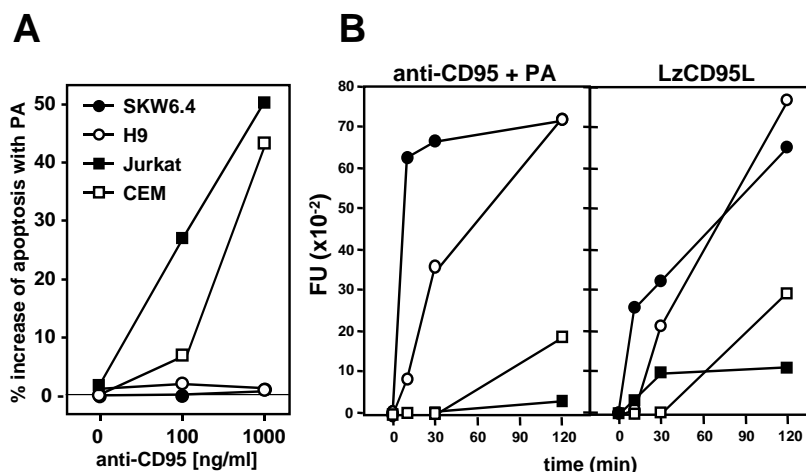 A
% increase of apoptosis with PA
50
40
30
20
10
0
SKW6.4
H9
Jurkat
CEM
0 100 1000
anti-CD95 [ng/ml]
B
anti-CD95 + PA LzCD95L
FU (x10-2)
80
70
60
50
40
30
20
10
0
0 30 60 90 120 0 30 60 90 120
time (min)